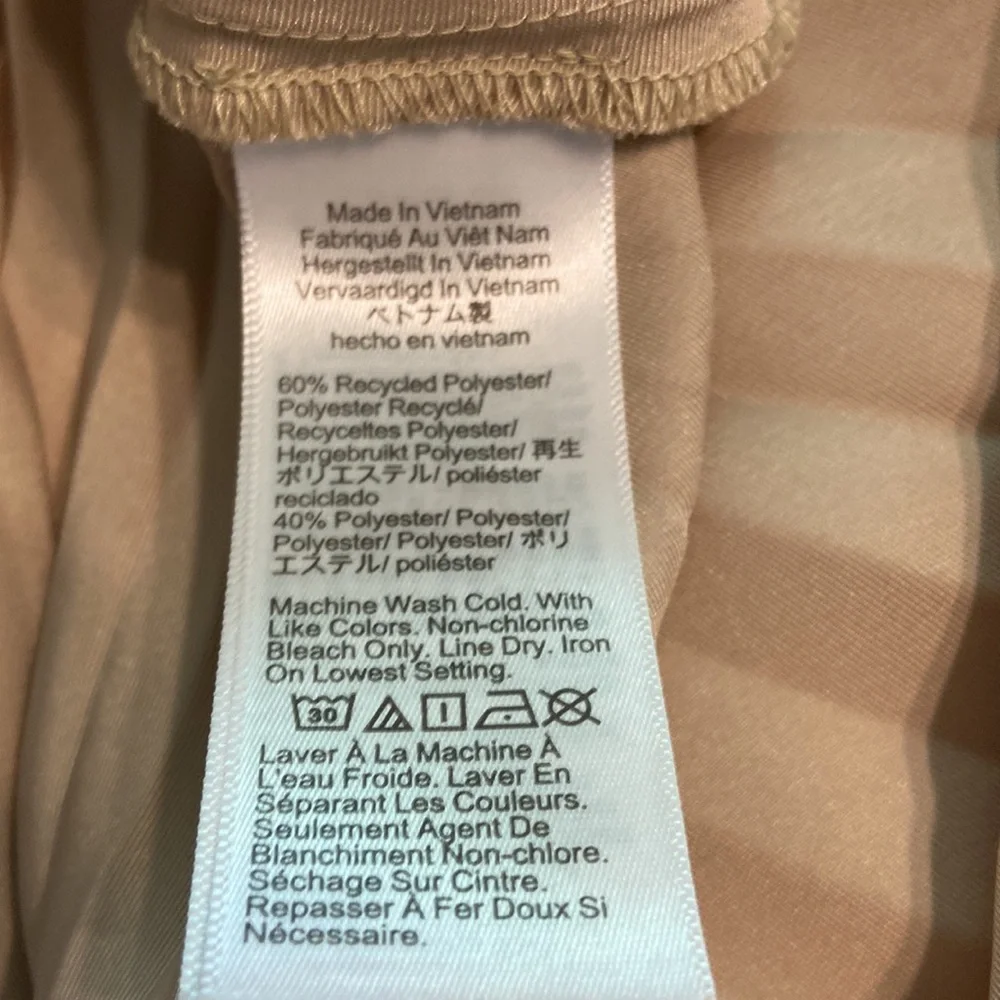 Made In Vietnam
Fabriqué Au Viêt Nam
Hergestellt In Vietnam
Vervaardigd In Vietnam
ベトナム製
hecho en vietnam
60% Recycled Polyester/
Polyester Recyclé/
Recyceltes Polyester/
Hergebruikt Polyester/ 再生
ポリエステル/ poliéster
reciclado
40% Polyester/ Polyester/
Polyester/ Polyester/ ポリ
エステル/ poliéster
Machine Wash Cold. With
Like Colors. Non-chlorine
Bleach Only. Line Dry. Iron
On Lowest Setting.
30
Laver À La Machine À
L'eau Froide. Laver En
Séparant Les Couleurs.
Seulement Agent De
Blanchiment Non-chlore.
Séchage Sur Cintre.
Repasser À Fer Doux Si
Nécessaire.